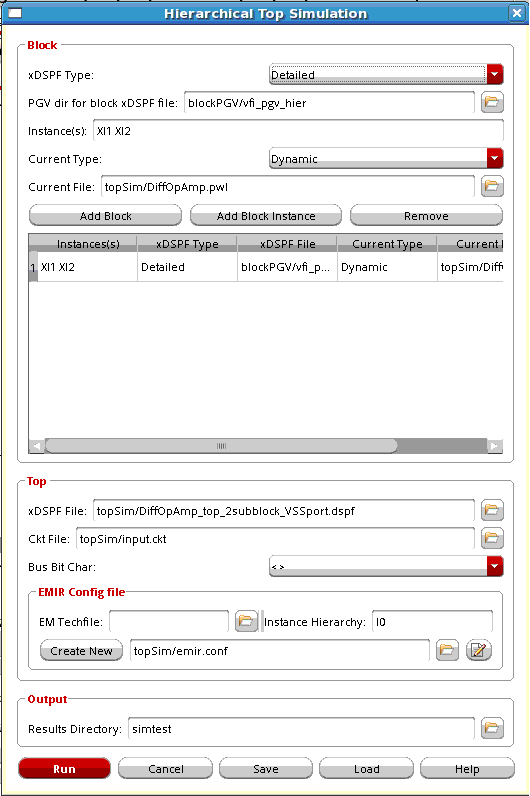 Hierarchical Top Simulation
Block
xDSPF Type: Detailed
PGV dir for block xDSPF file: blockPGV/vfi_pgv_hier
Instance(s): XI1 XI2
Current Type: Dynamic
Current File: topSim/DiffOpAmp.pwl
Add Block Add Block Instance Remove
Instances(s) xDSPF Type xDSPF File Current Type Current
1 XI1 XI2 Detailed blockPGV/vfi_p... Dynamic topSim/Diff
Top
xDSPF File: topSim/DiffOpAmp_top_2subblock_VSSport.dspf
Ckt File: topSim/input.ckt
Bus Bit Char: <>
EMIR Config file
EM Techfile: Instance Hierarchy: I0
Create New topSim/emir.conf
Output
Results Directory: simtest
Run Cancel Save Load Help